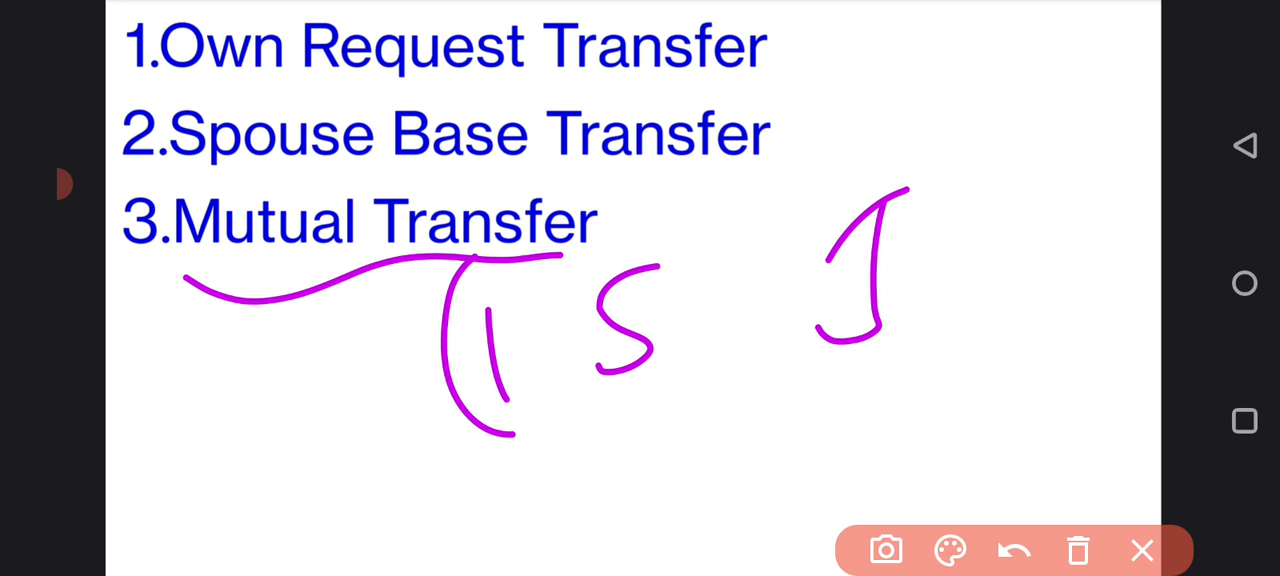 1.Own Request Transfer
2.Spouse Base Transfer
3.Mutual Transfer
S J